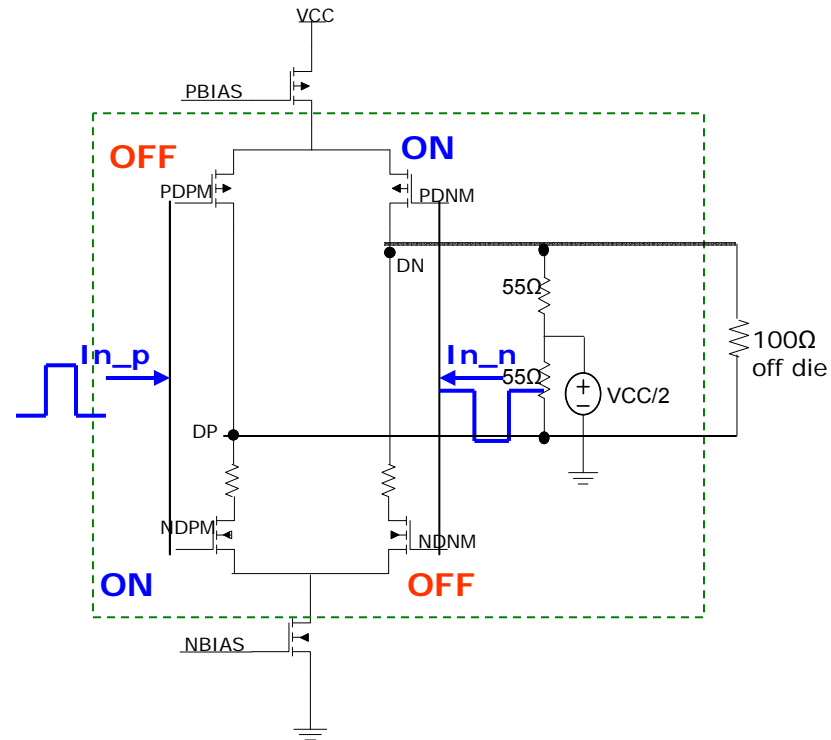 VCC
PBIAS
OFF
ON
PDPM
PDNM
DN
55Ω
In_p
In_n
55Ω
VCC/2
100Ω
off die
DP
NDPM
NDNM
ON
OFF
NBIAS